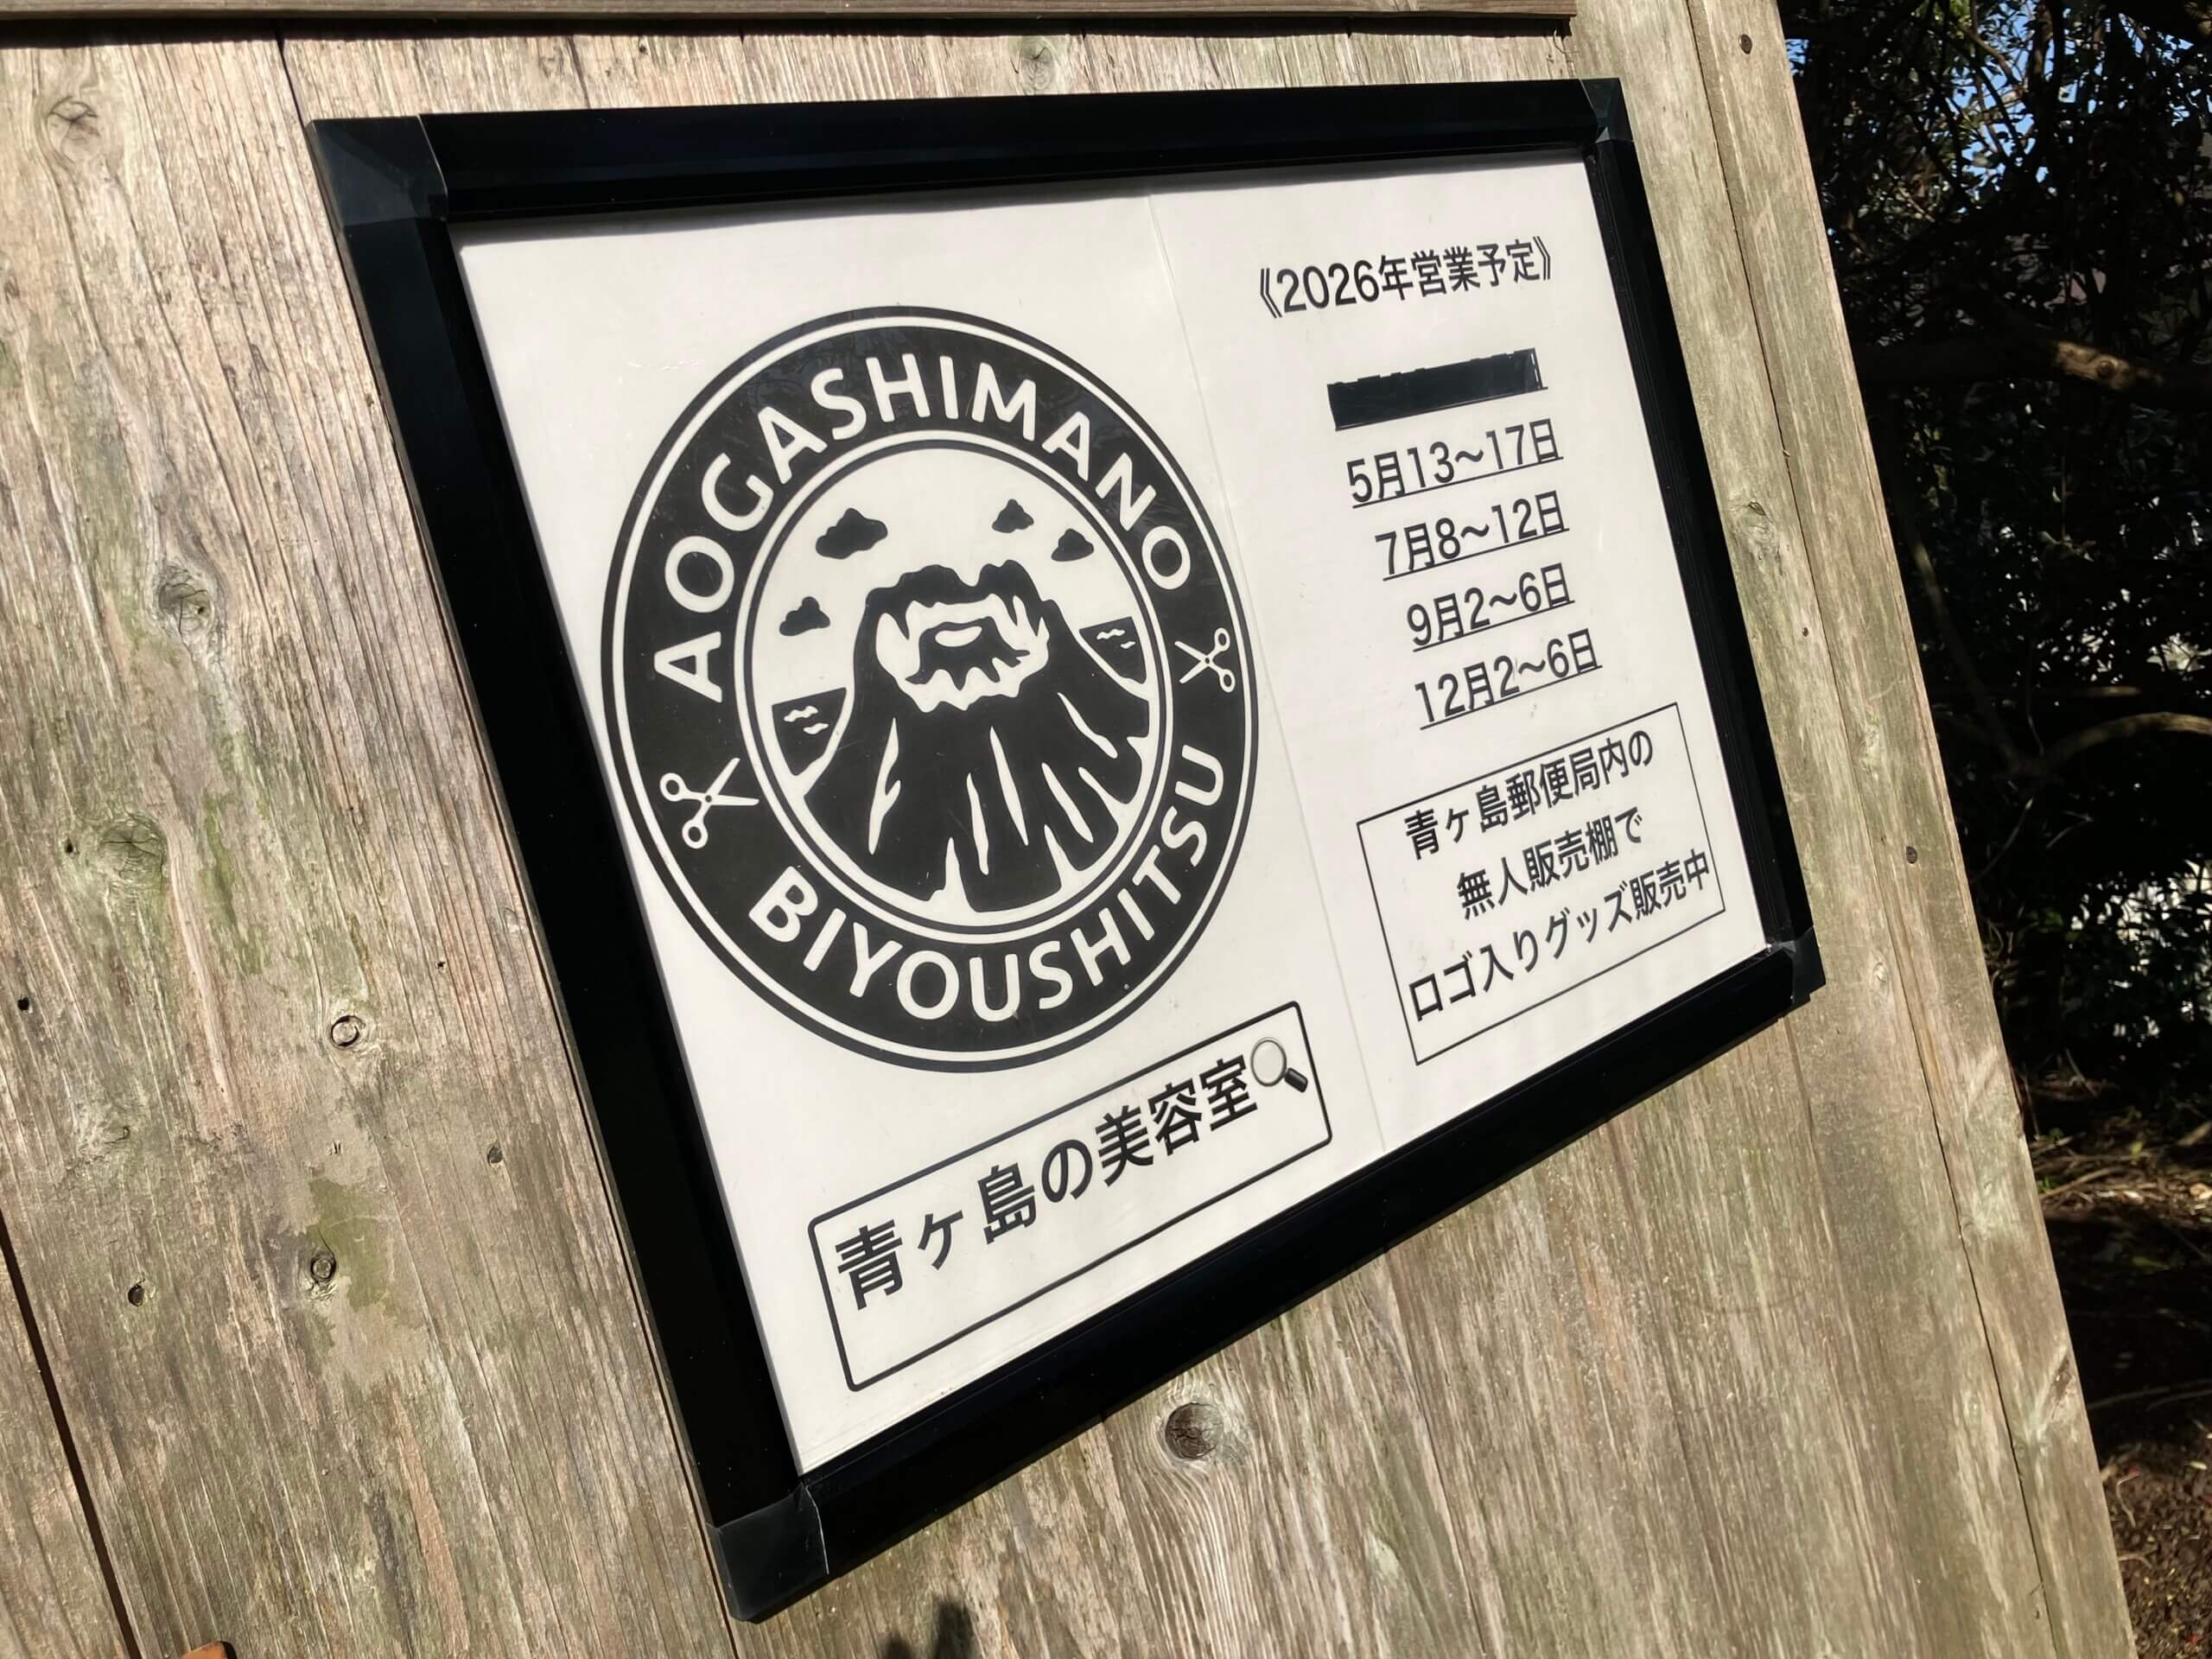 AOGASHIMANO
BIYOUSHITSU
青ヶ島の美容室
《2026年営業予定》
5月13〜17日
7月8〜12日
9月2〜6日
12月2〜6日
青ヶ島郵便局内の
無人販売棚で
ロゴ入りグッズ販売中